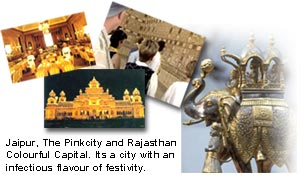 Jaipur, The Pinkcity and Rajasthan
Colourful Capital. Its a city with an
infectious flavour of festivity.